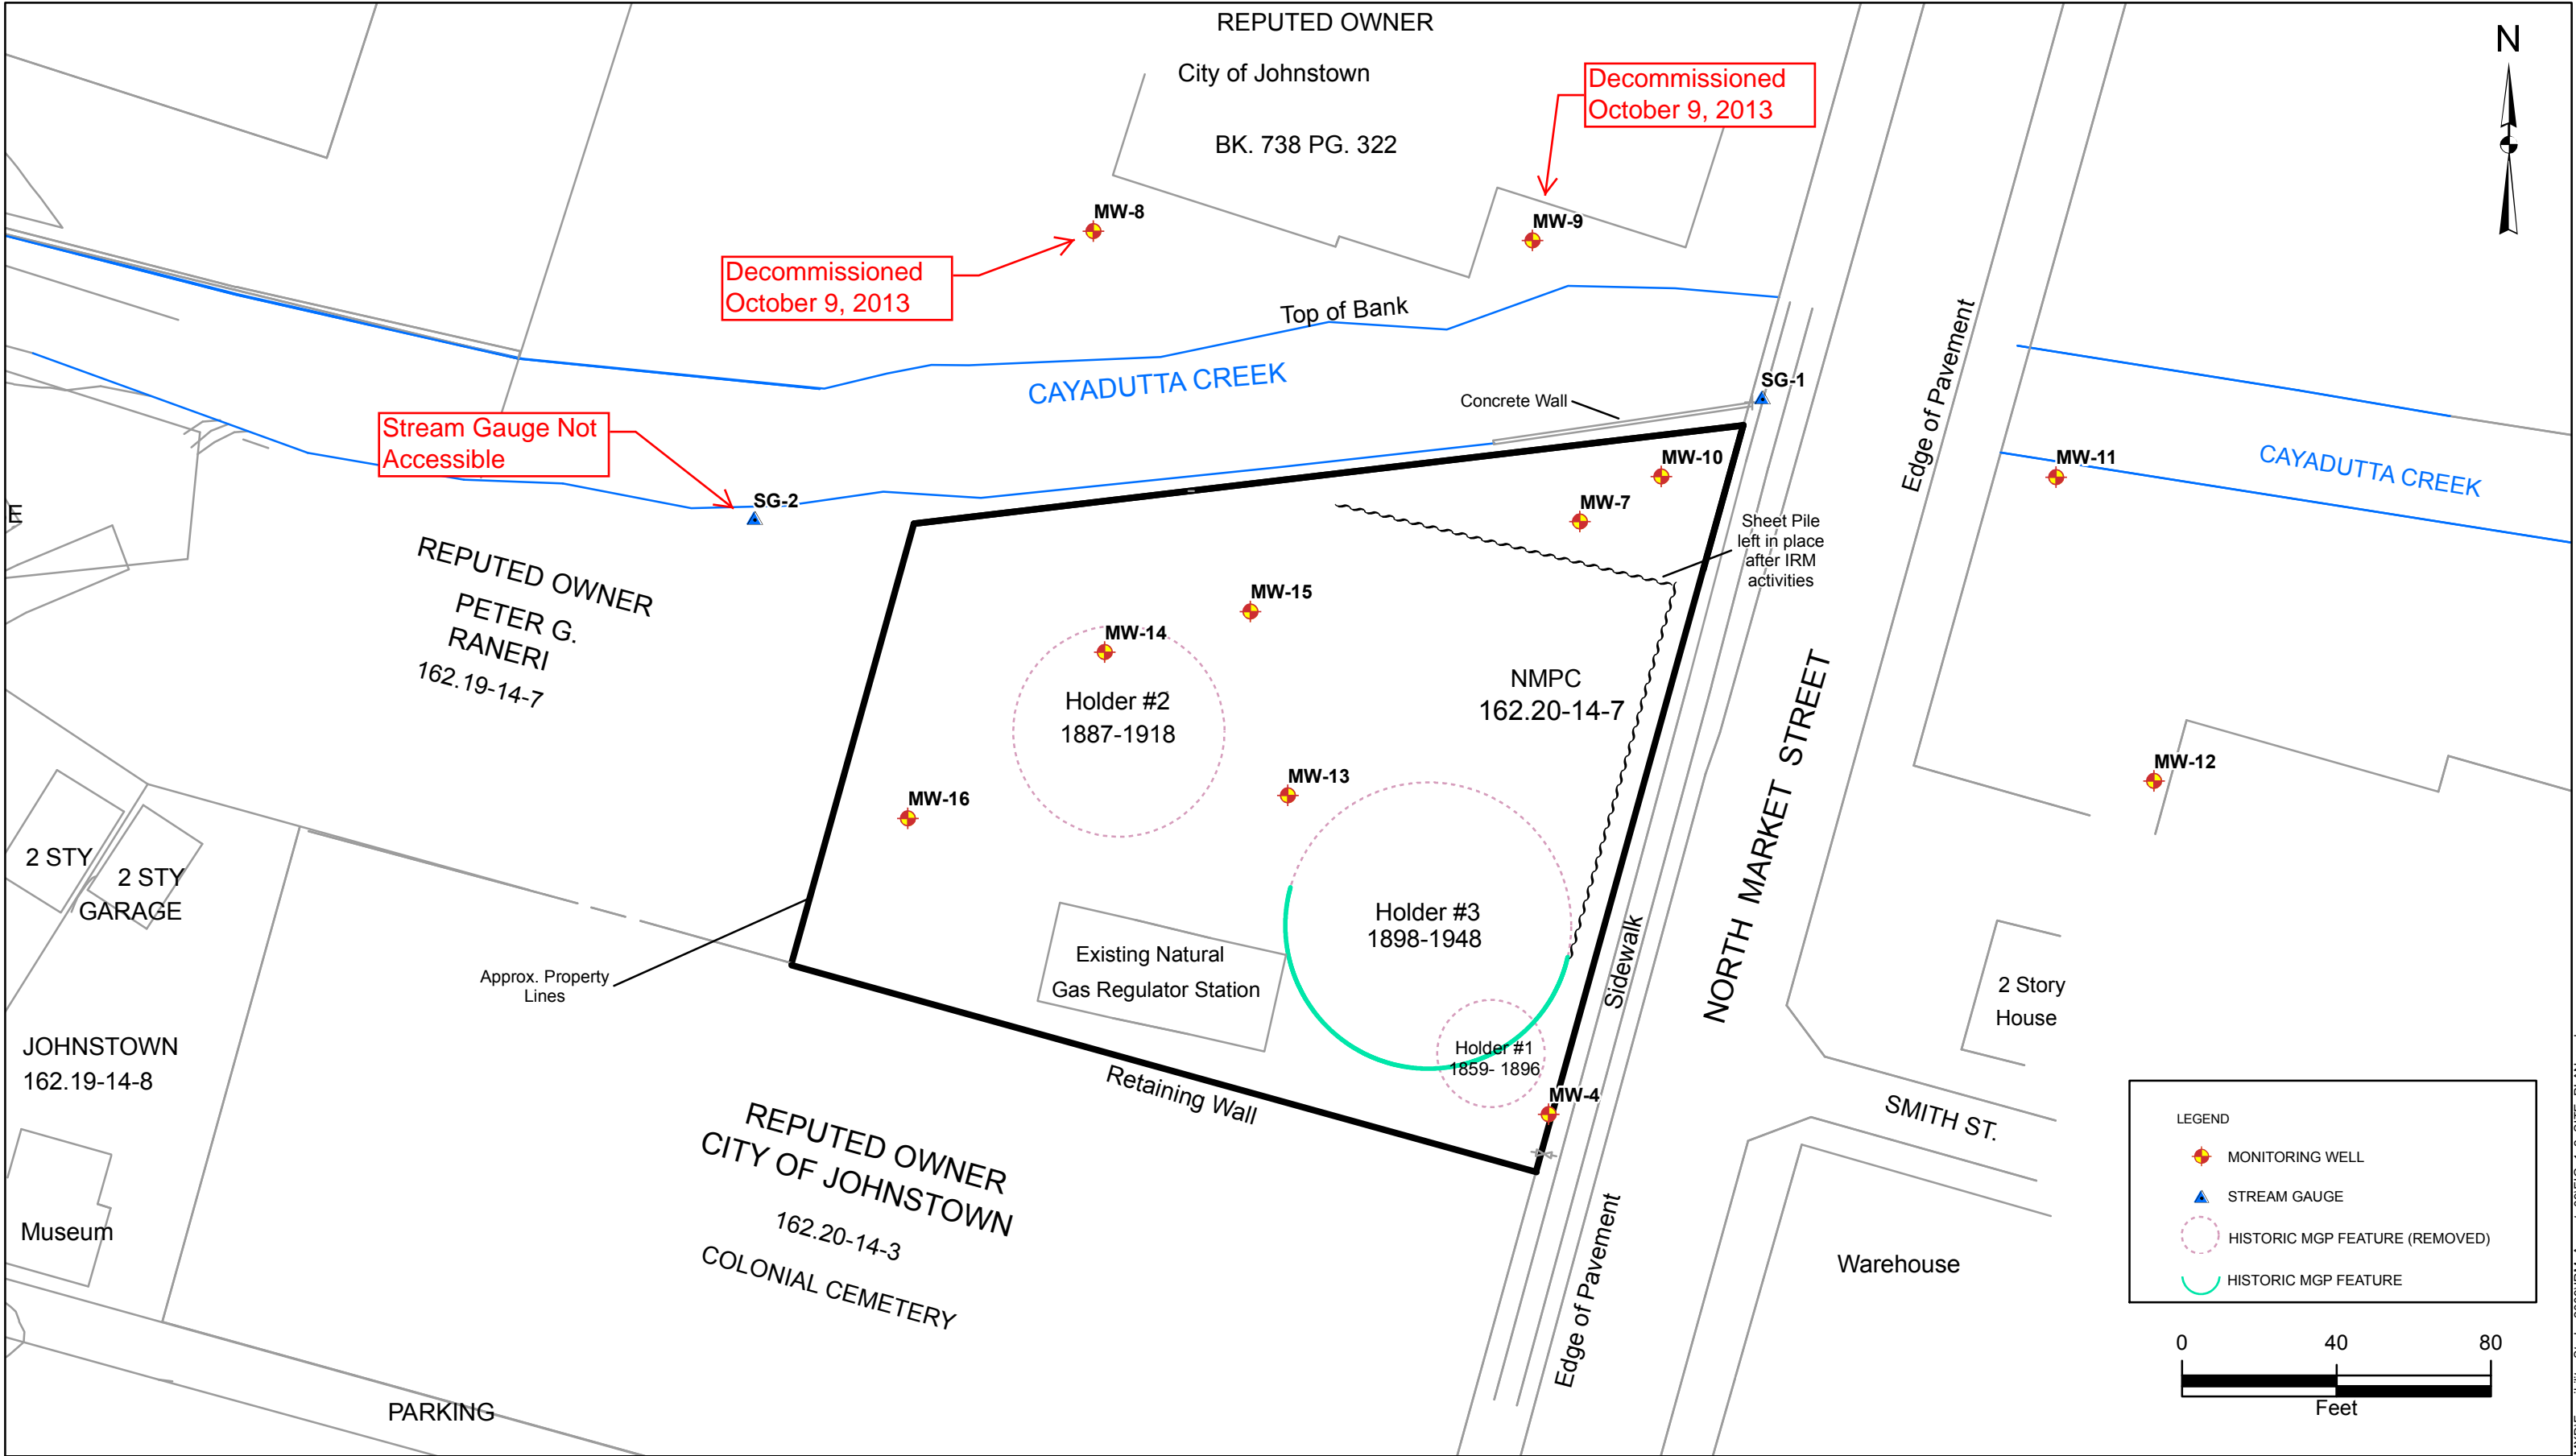 REPUTED OWNER
City of Johnstown
BK. 738 PG. 322
N
Decommissioned
October 9, 2013
MW-8
MW-9
Decommissioned
October 9, 2013
Top of Bank
CAYADUTTA CREEK
Concrete Wall
SG-1
Edge of Pavement
Stream Gauge Not
Accessible
SG-2
MW-10
MW-7
MW-11
CAYADUTTA CREEK
E
Sheet Pile
left in place
after IRM
activities
REPUTED OWNER
PETER G.
RANERI
162.19-14-7
MW-15
MW-14
Holder #2
1887-1918
NMPC
162.20-14-7
NORTH MARKET STREET
MW-12
MW-13
MW-16
2 STY
2 STY
GARAGE
Holder #3
1898-1948
Sidewalk
Existing Natural
Gas Regulator Station
Approx. Property
Lines
2 Story
House
JOHNSTOWN
162.19-14-8
Holder #1
1859- 1896
MW-4
Retaining Wall
SMITH ST.
REPUTED OWNER
CITY OF JOHNSTOWN
162.20-14-3
COLONIAL CEMETERY
Museum
Edge of Pavement
Warehouse
PARKING
LEGEND
MONITORING WELL
STREAM GAUGE
HISTORIC MGP FEATURE (REMOVED)
HISTORIC MGP FEATURE
0 40 80
Feet